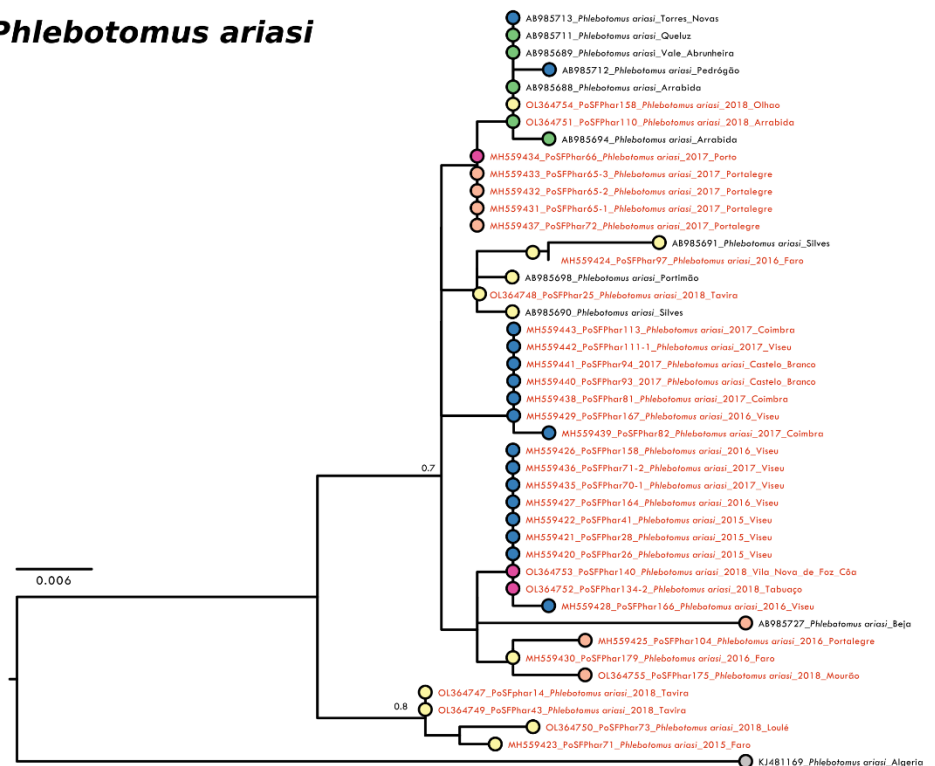 Phlebotomus ariasi
AB985713_Phlebotomus ariasi_Torres_Novas
AB985711_Phlebotomus ariasi_Queluz
AB985689_Phlebotomus ariasi_Vale_Abrunheira
AB985712_Phlebotomus ariasi_Pedrógão
AB985688_Phlebotomus ariasi_Arrabida
OL364754_PoSFPhar158_Phlebotomus ariasi_2018_Olhao
OL364751_PoSFPhar110_Phlebotomus ariasi_2018_Arrabida
AB985694_Phlebotomus ariasi_Arrabida
MH559434_PoSFPhar66_Phlebotomus ariasi_2017_Porto
MH559433_PoSFPhar65-3_Phlebotomus ariasi_2017_Portalegre
MH559432_PoSFPhar65-2_Phlebotomus ariasi_2017_Portalegre
MH559431_PoSFPhar65-1_Phlebotomus ariasi_2017_Portalegre
MH559437_PoSFPhar72_Phlebotomus ariasi_2017_Portalegre
AB985691_Phlebotomus ariasi_Silves
MH559424_PoSFPhar97_Phlebotomus ariasi_2016_Faro
AB985698_Phlebotomus ariasi_Portimão
OL364748_PoSFPhar25_Phlebotomus ariasi_2018_Tavira
AB985690_Phlebotomus ariasi_Silves
MH559443_PoSFPhar113_Phlebotomus ariasi_2017_Coimbra
MH559442_PoSFPhar111-1_Phlebotomus ariasi_2017_Viseu
MH559441_PoSFPhar94_2017_Phlebotomus ariasi_Castelo_Branco
MH559440_PoSFPhar93_2017_Phlebotomus ariasi_Castelo_Branco
MH559438_PoSFPhar81_Phlebotomus ariasi_2017_Coimbra
MH559429_PoSFPhar167_Phlebotomus ariasi_2016_Viseu
MH559439_PoSFPhar82_Phlebotomus ariasi_2017_Coimbra
MH559426_PoSFPhar158_Phlebotomus ariasi_2016_Viseu
MH559436_PoSFPhar71-2_Phlebotomus ariasi_2017_Viseu
0.7
MH559435_PoSFPhar70-1_Phlebotomus ariasi_2017_Viseu
MH559427_PoSFPhar164_Phlebotomus ariasi_2016_Viseu
MH559422_PoSFPhar41_Phlebotomus ariasi_2015_Viseu
MH559421_PoSFPhar28_Phlebotomus ariasi_2015_Viseu
MH559420_PoSFPhar26_Phlebotomus ariasi_2015_Viseu
OL364753_PoSFPhar140_Phlebotomus ariasi_2018_Vila_Nova_de_Foz_Côa
0.006
OL364752_PoSFPhar134-2_Phlebotomus ariasi_2018_Tabuaço
MH559428_PoSFPhar166_Phlebotomus ariasi_2016_Viseu
AB985727_Phlebotomus ariasi_Beja
MH559425_PoSFPhar104_Phlebotomus ariasi_2016_Portalegre
MH559430_PoSFPhar179_Phlebotomus ariasi_2016_Faro
OL364755_PoSFPhar175_Phlebotomus ariasi_2018_Mourão
OL364747_PoSFphar14_Phlebotomus ariasi_2018_Tavira
0.8
OL364749_PoSFPhar43_Phlebotomus ariasi_2018_Tavira
OL364750_PoSFPhar73_Phlebotomus ariasi_2018_Loulé
MH559423_PoSFPhar71_Phlebotomus ariasi_2015_Faro
KJ481169_Phlebotomus ariasi_Algeria